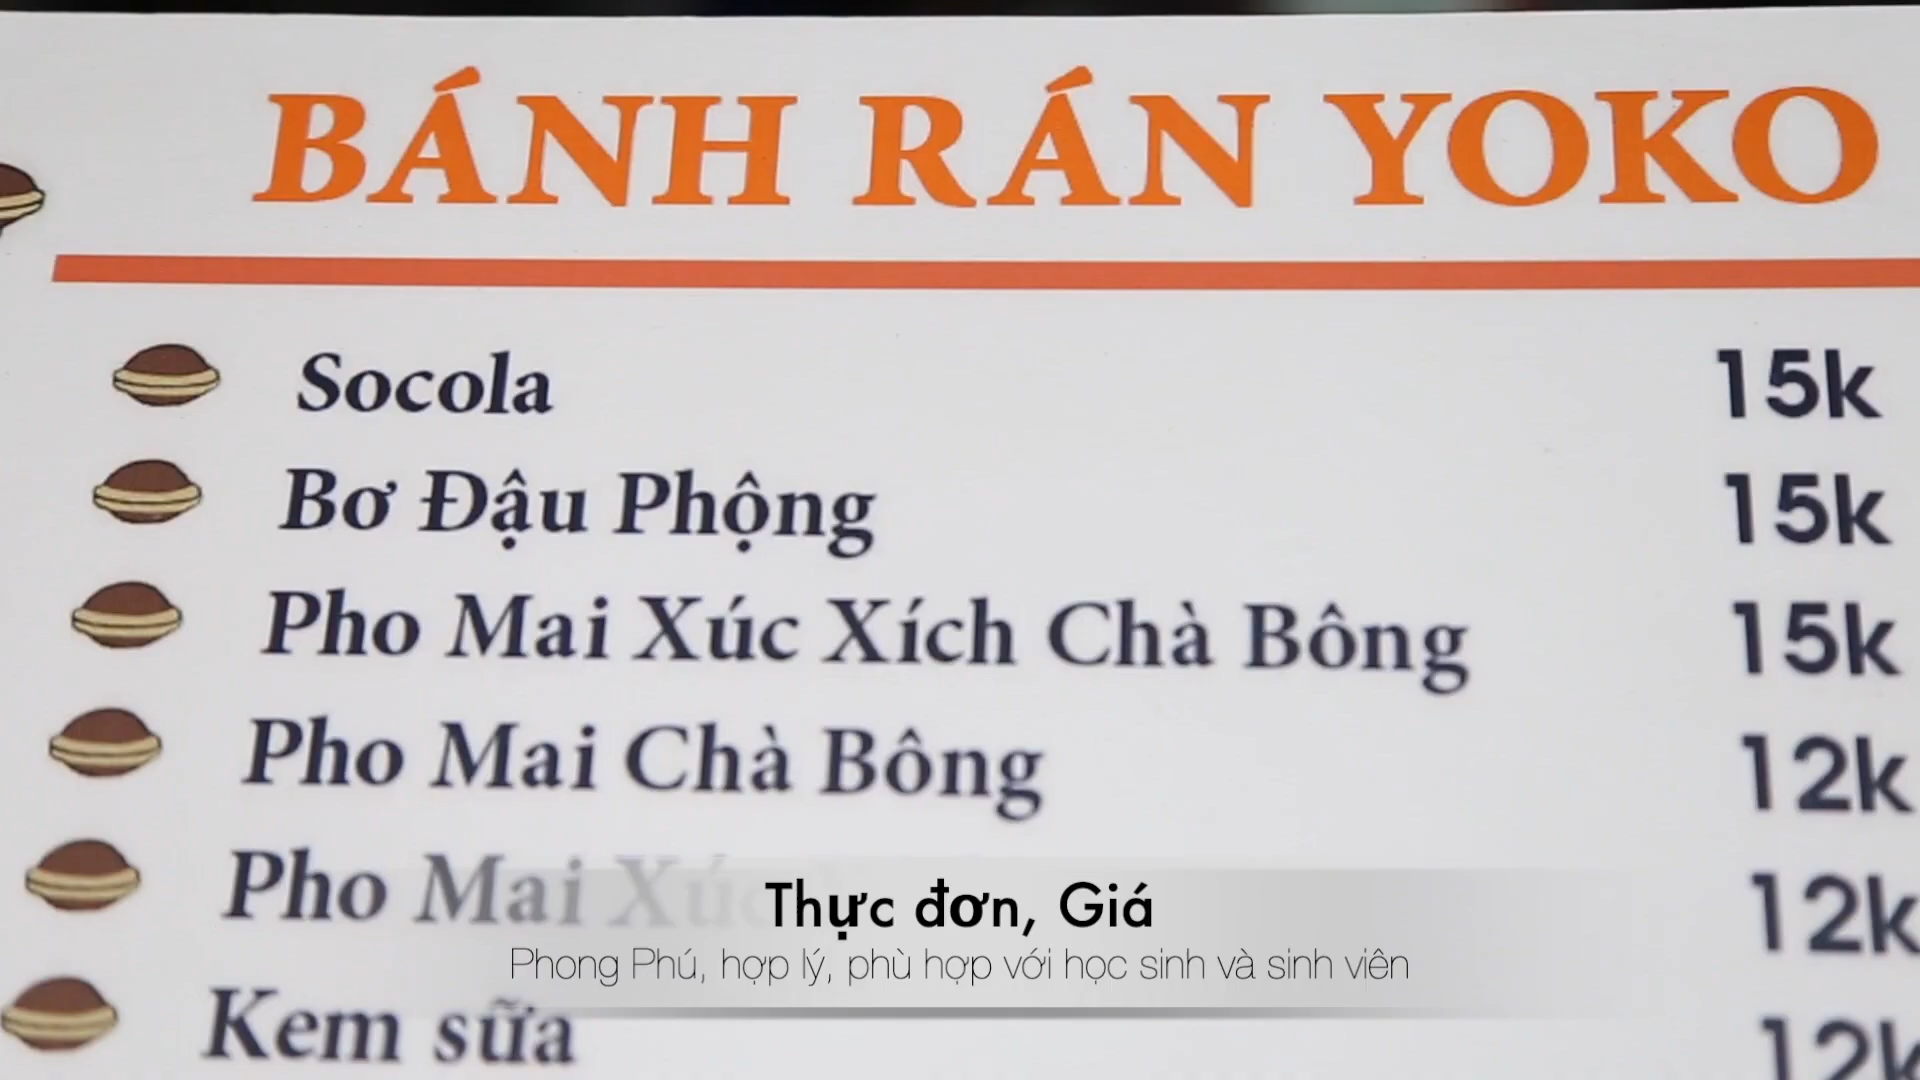 BÁNH RÁN YOKO
Socola 15k
Bơ Đậu Phộng 15k
Pho Mai Xúc Xích Chà Bông 15k
Pho Mai Chà Bông 12k
Pho Mai Xúc 12k
Thực đơn, Giá
Phong Phú, hợp lý, phù hợp với học sinh và sinh viên
Kem sữa 12k